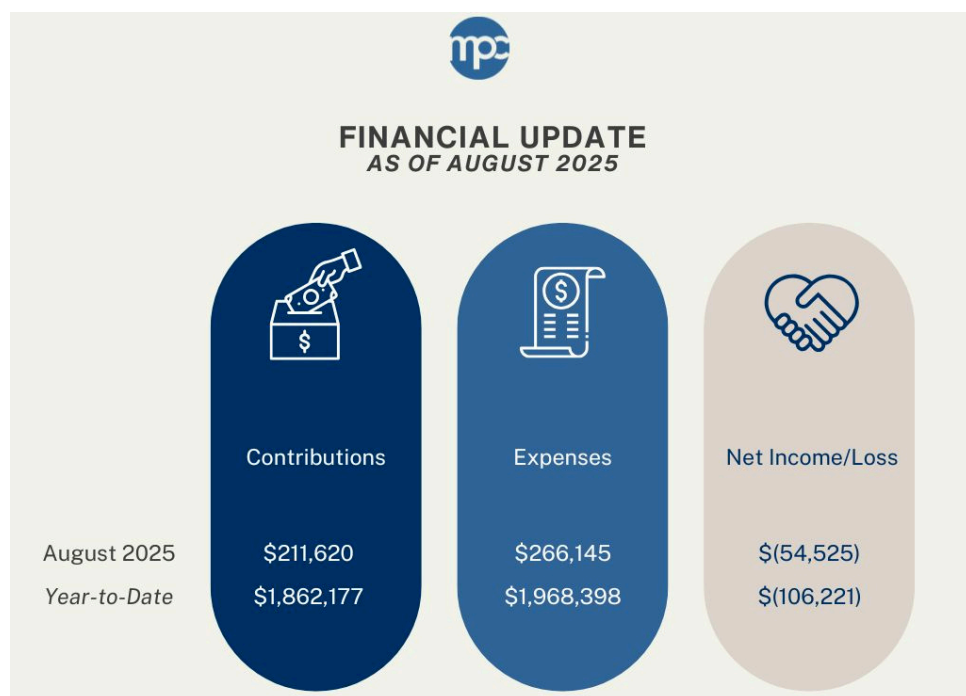 mpc
FINANCIAL UPDATE
AS OF AUGUST 2025
$
$
Contributions Expenses Net Income/Loss
August 2025 $211,620 $266,145 $(54,525)
Year-to-Date $1,862,177 $1,968,398 $(106,221)